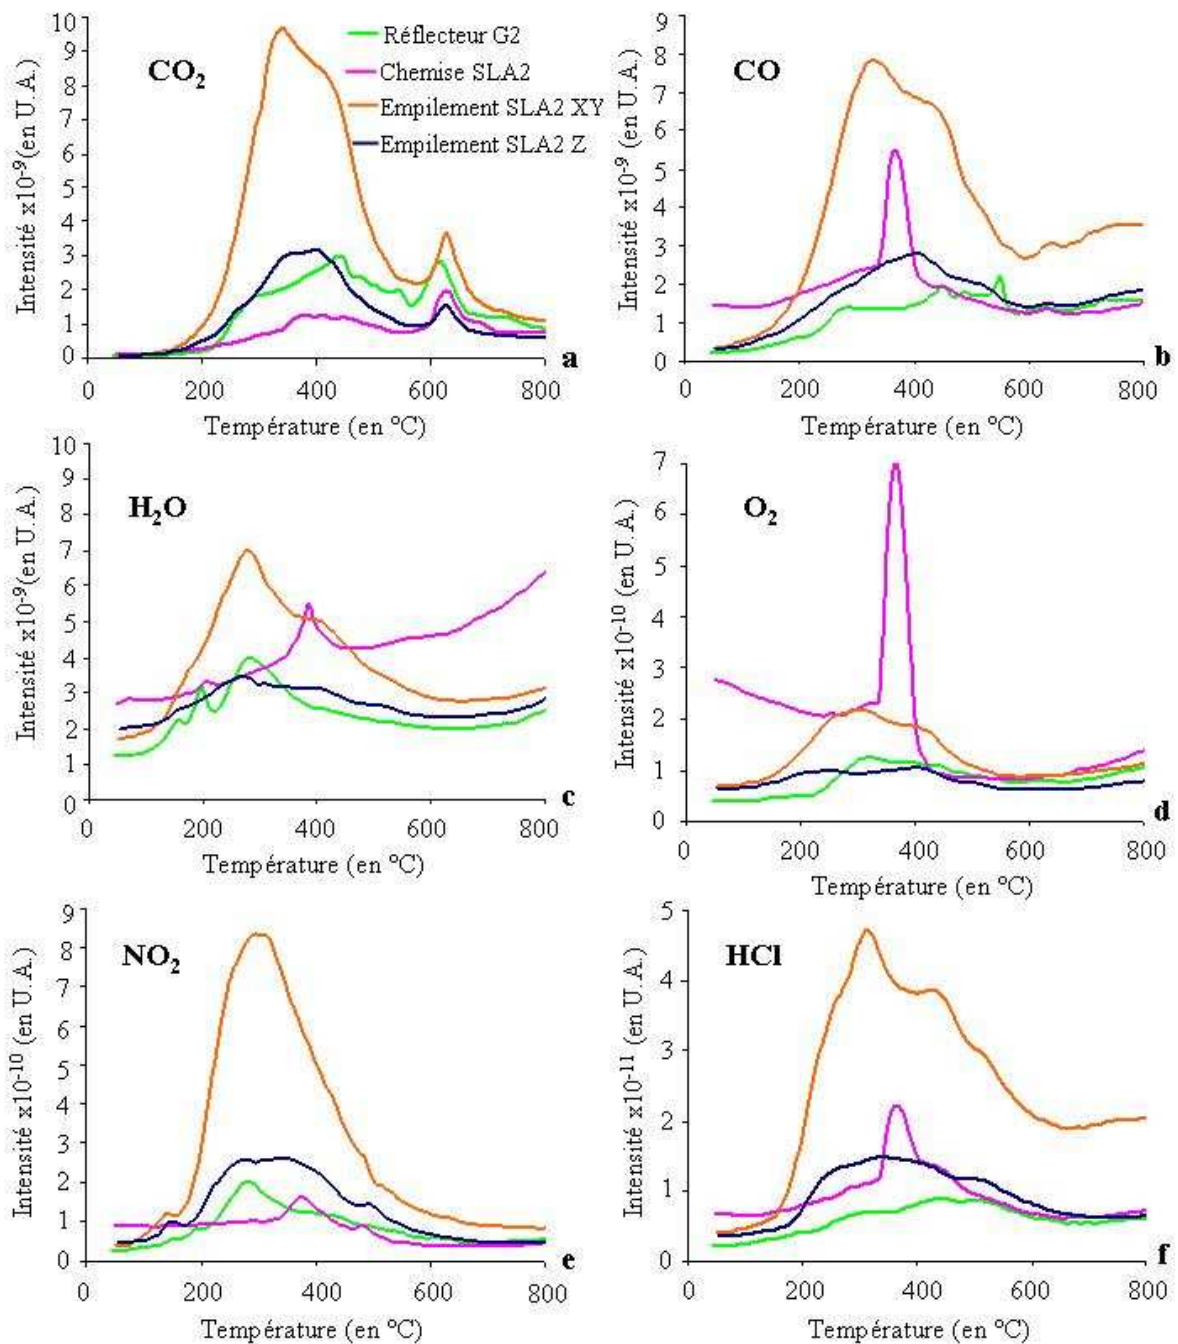 Intensité x10-9(en U.A.)
10
9
8
7
6
5
4
3
2
1
0
CO2
Réflecteur G2
Chemise SLA2
Empilement SLA2 XY
Empilement SLA2 Z
a
0 200 400 600 800
Température (en °C)
Intensité x10-9 (en U.A.)
9
8
7
6
5
4
3
2
1
0
CO
b
0 200 400 600 800
Température (en °C)
Intensité x10-9(en U.A.)
10
9
8
7
6
5
4
3
2
1
0
H2O
c
0 200 400 600 800
Température (en °C)
Intensité x10-10 (en U.A.)
7
6
5
4
3
2
1
0
O2
d
0 200 400 600 800
Température (en °C)
Intensité x10-10 (en U.A.)
9
8
7
6
5
4
3
2
1
0
NO2
e
0 200 400 600 800
Température (en °C)
Intensité x10-11 (en U.A.)
5
4
3
2
1
0
HCl
f
0 200 400 600 800
Température (en °C)